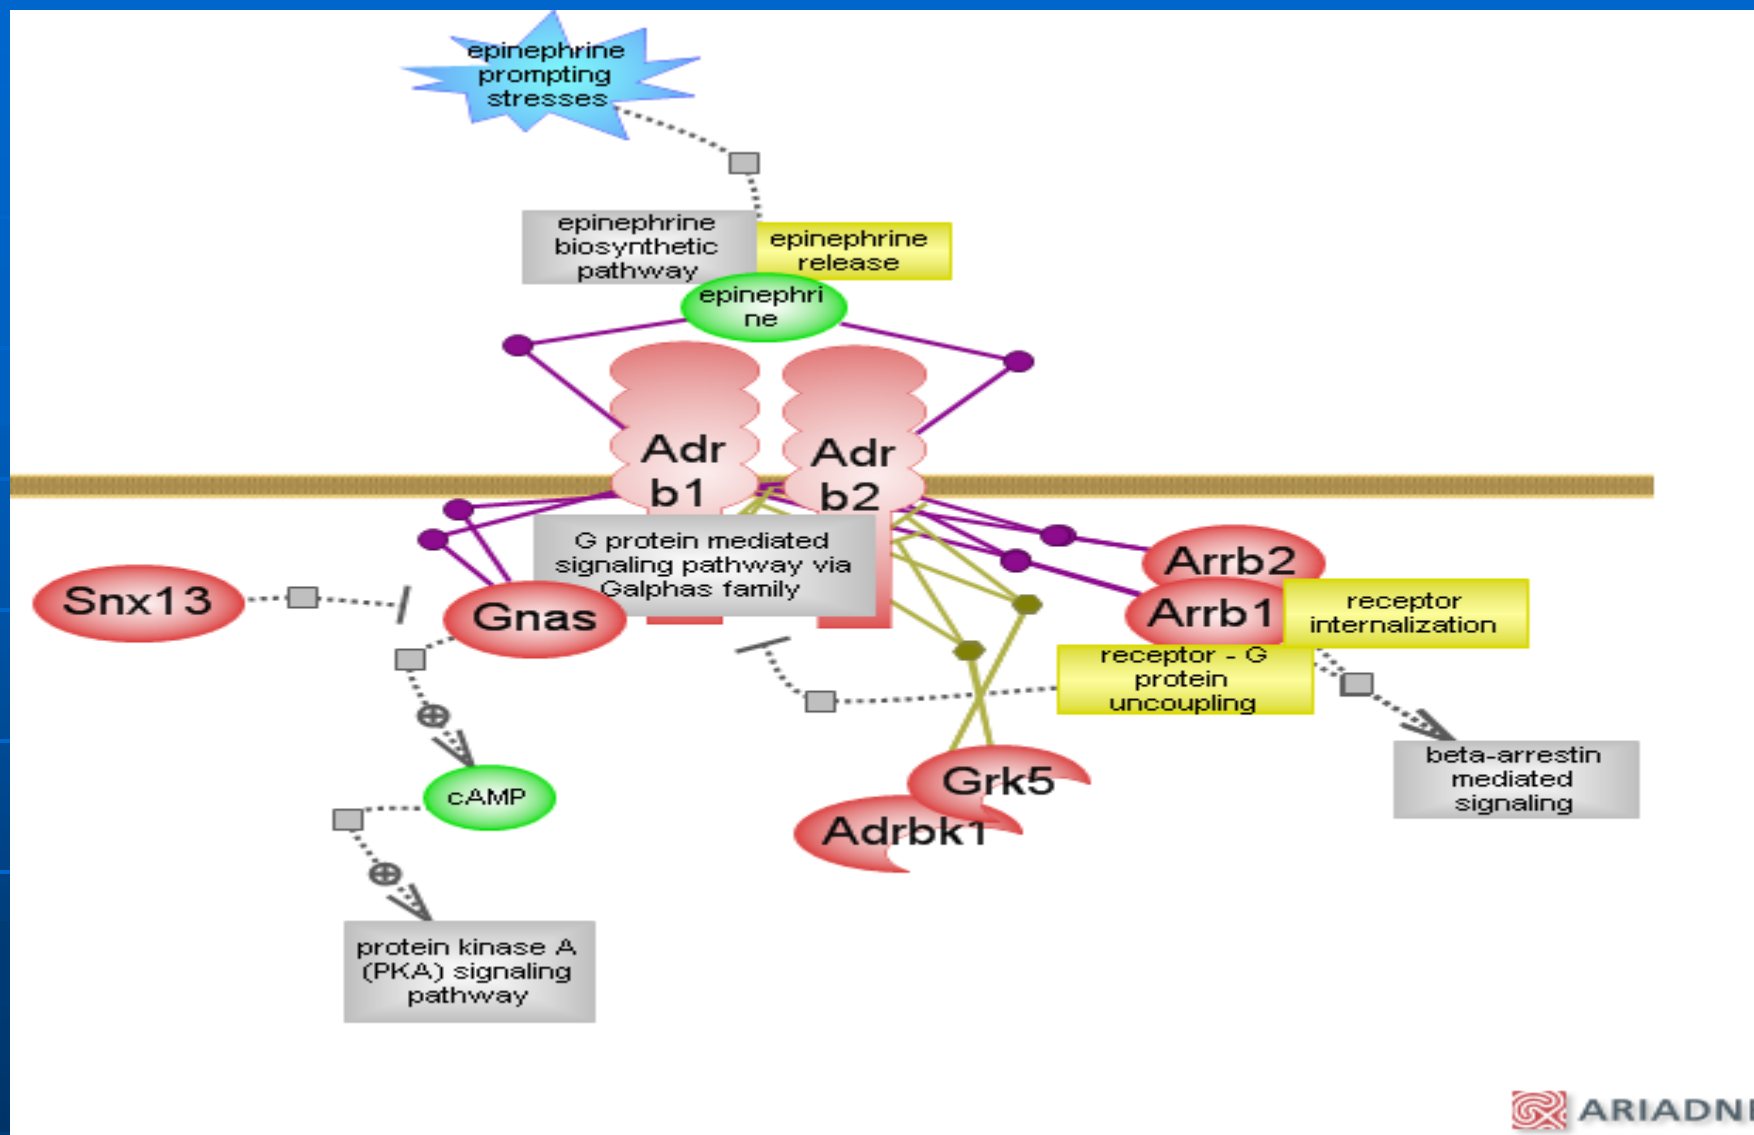 epinephrine
prompting
stresses
epinephrine
biosynthetic
pathway
epinephrine
release
epinephri
ne
Adr
b1
Adr
b2
G protein mediated
signaling pathway via
Galphas family
Snx13
Gnas
Arrb2
Arrb1
receptor
internalization
receptor - G
protein
uncoupling
beta-arrestin
mediated
signaling
cAMP
Grk5
Adrbk1
protein kinase A
(PKA) signaling
pathway
ARIADN